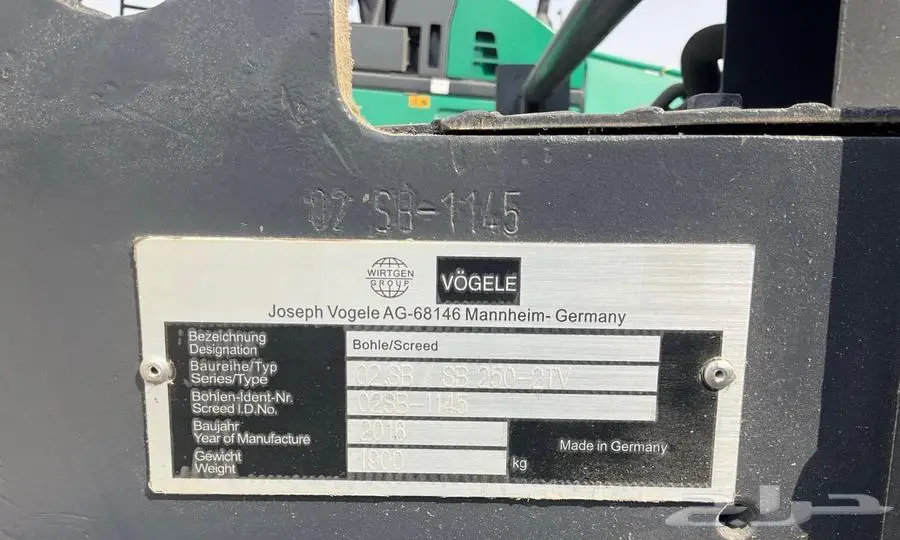 02 SB-1145
WIRTGEN
GROUP
VÖGELE
Joseph Vogele AG-68146 Mannheim- Germany
Bezeichnung
Designation
Bohle/Screed
Baureihe/Typ
Series/Type
02.SB / SB 250-2TV
Bohlen-Ident-Nr.
Screed I.D.No.
02SB-1145
Baujahr
Year of Manufacture
2016
Gewicht
Weight
1900
kg
Made in Germany
حراج